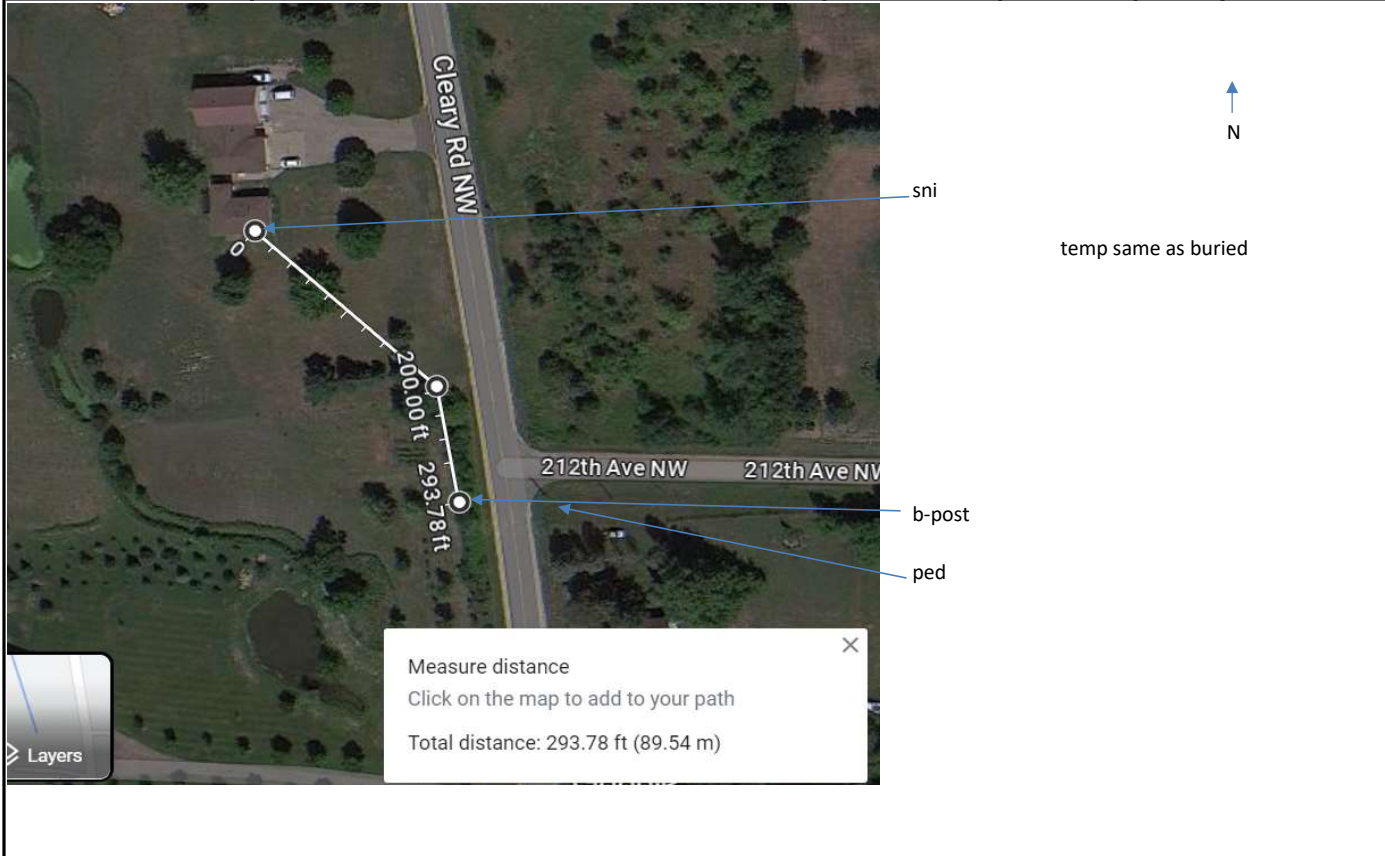 Cleary Rd NW
N
sni
temp same as buried
0
200.00 ft
293.78 ft
212th Ave NW
212th Ave NW
b-post
ped
Measure distance
Click on the map to add to your path
Total distance: 293.78 ft (89.54 m)
Layers